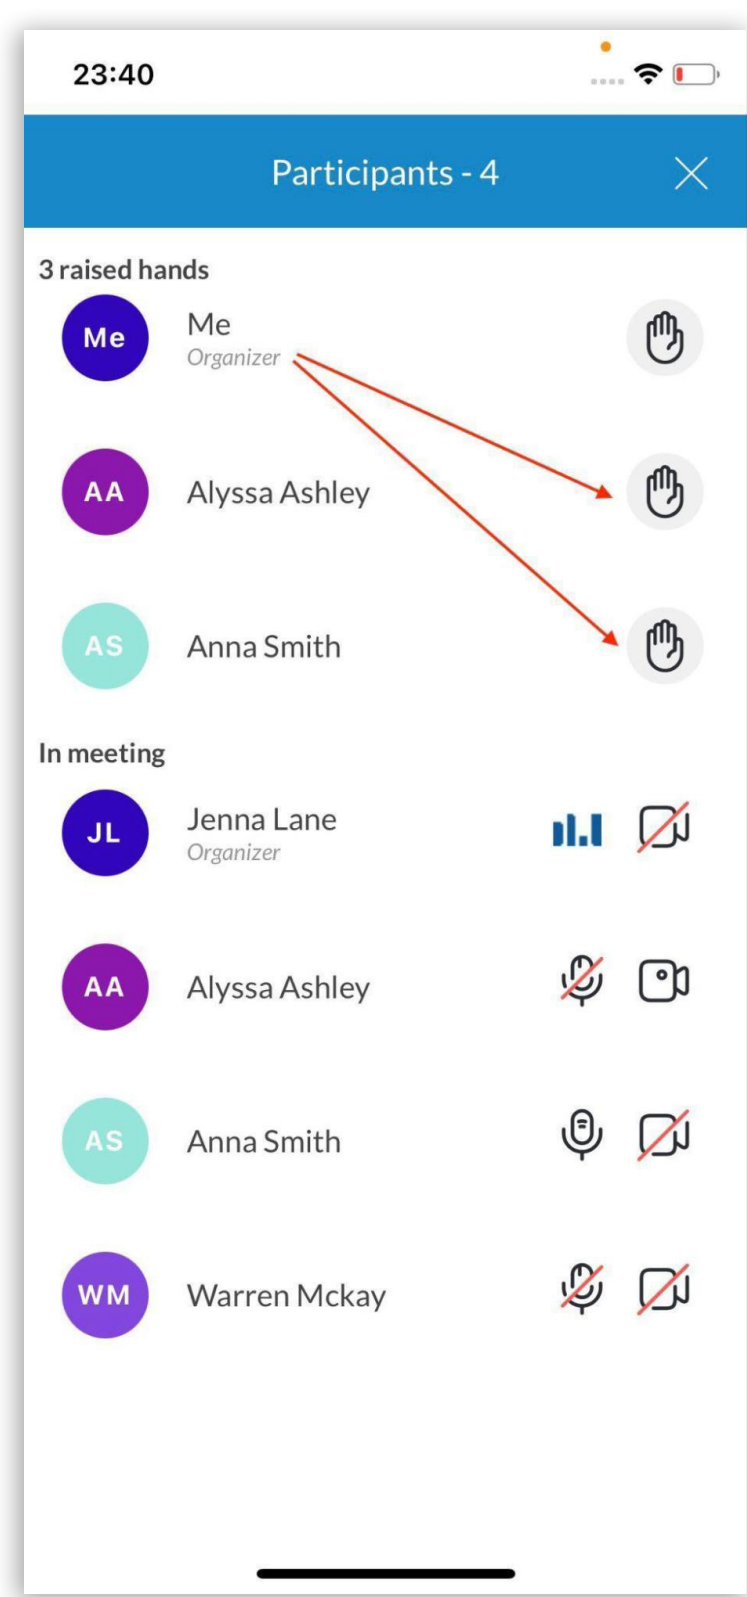 23:40
Participants - 4
3 raised hands
Me
Me
Organizer
AA
Alyssa Ashley
AS
Anna Smith
In meeting
JL
Jenna Lane
Organizer
AA
Alyssa Ashley
AS
Anna Smith
WM
Warren Mckay